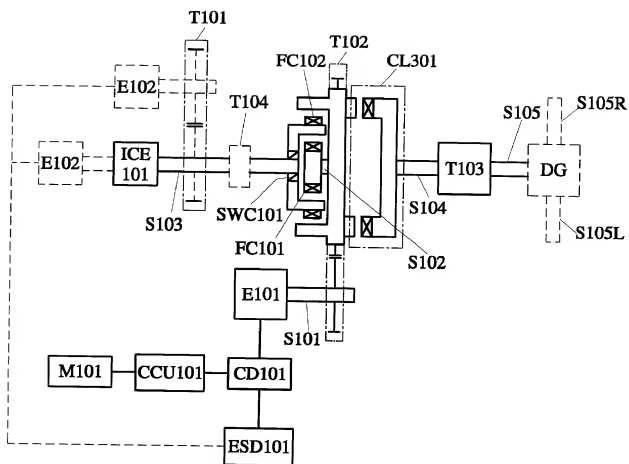 T101
T102
FC102
CL301
E102
S105R
T104
S105
E102
ICE
101
T103
DG
S103
SWC101
S104
FC101
S102
S105L
E101
S101
M101
CCU101
CD101
ESD101